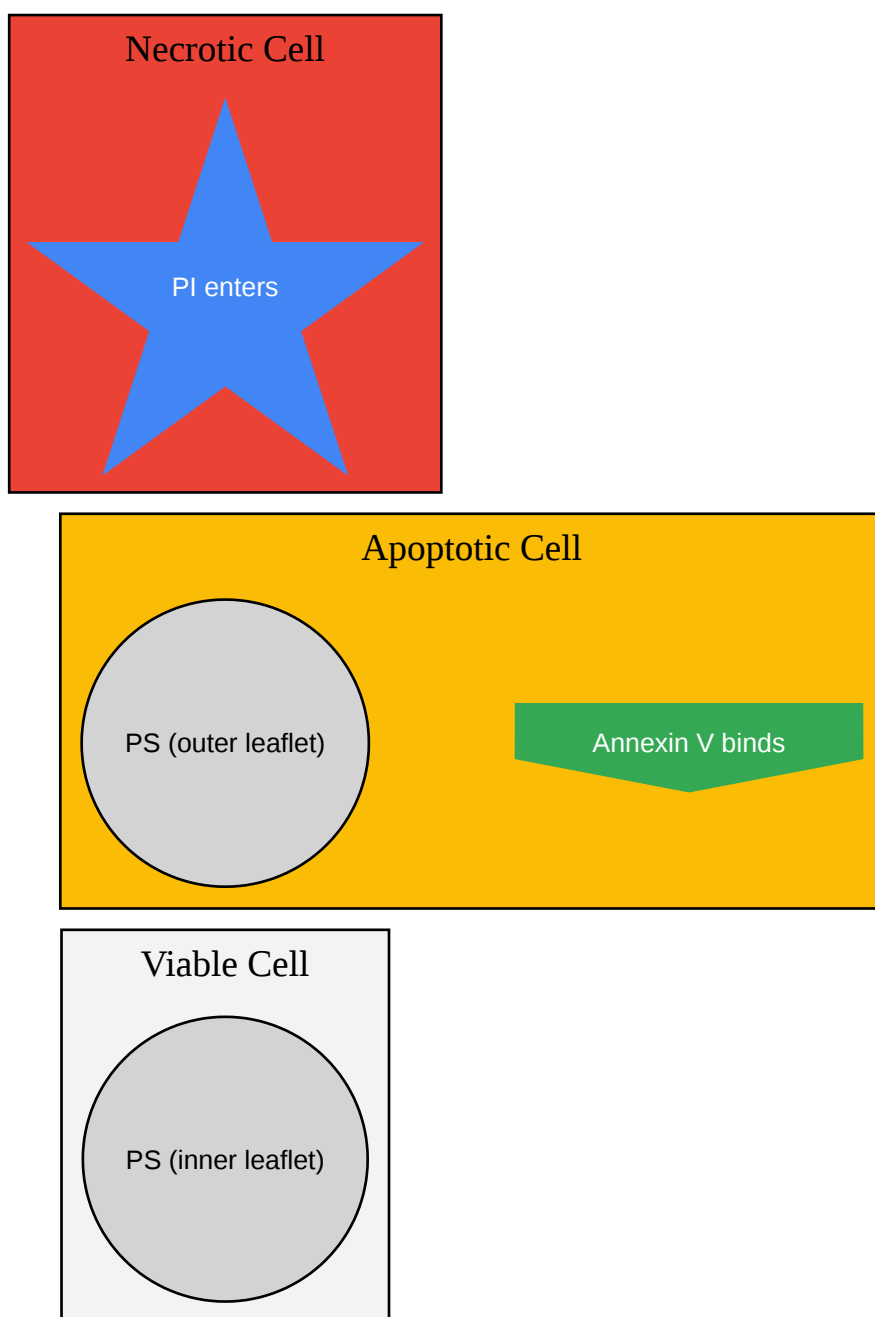 Necrotic Cell
PI enters
Apoptotic Cell
PS (outer leaflet)
Annexin V binds
Viable Cell
PS (inner leaflet)